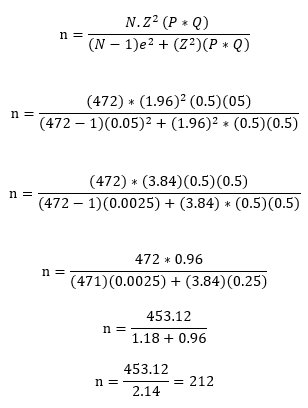 n = N. Z² (P * Q) / (N − 1)e² + (Z²)(P * Q)
n = (472) * (1.96)² (0.5)(05) / (472 − 1)(0.05)² + (1.96)² * (0.5)(0.5)
n = (472) * (3.84)(0.5)(0.5) / (472 − 1)(0.0025) + (3.84) * (0.5)(0.5)
n = 472 * 0.96 / (471)(0.0025) + (3.84)(0.25)
n = 453.12 / 1.18 + 0.96
n = 453.12 / 2.14 = 212